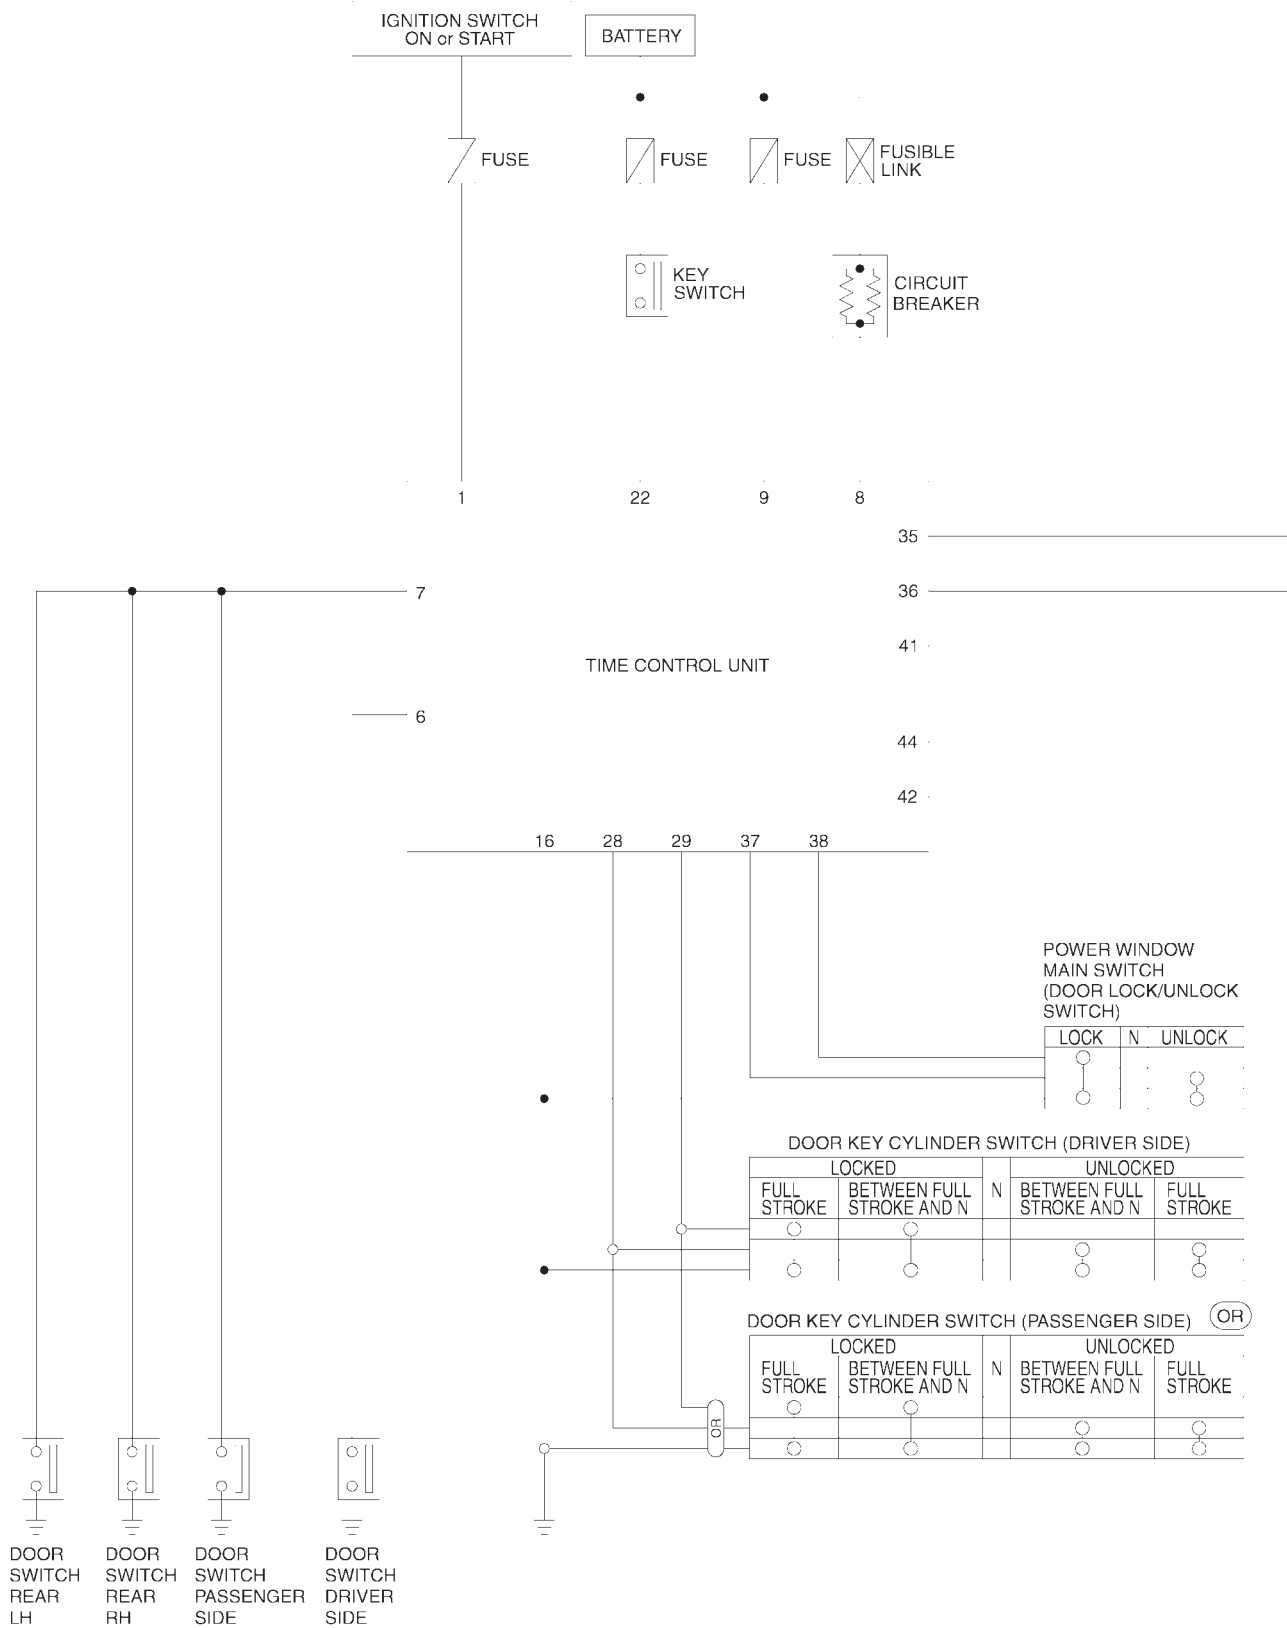 IGNITION SWITCH
ON or START
BATTERY
FUSE
FUSE
FUSE
FUSIBLE
LINK
KEY
SWITCH
CIRCUIT
BREAKER
1
22
9
8
35
7
36
41
TIME CONTROL UNIT
6
44
42
16
28
29
37
38
POWER WINDOW
MAIN SWITCH
(DOOR LOCK/UNLOCK
SWITCH)
LOCK N UNLOCK
DOOR KEY CYLINDER SWITCH (DRIVER SIDE)
LOCKED UNLOCKED
FULL BETWEEN FULL N BETWEEN FULL FULL
STROKE STROKE AND N STROKE AND N STROKE
DOOR KEY CYLINDER SWITCH (PASSENGER SIDE) OR
LOCKED UNLOCKED
FULL BETWEEN FULL N BETWEEN FULL FULL
STROKE STROKE AND N STROKE AND N STROKE
OR
DOOR
SWITCH
REAR
LH
DOOR
SWITCH
REAR
RH
DOOR
SWITCH
PASSENGER
SIDE
DOOR
SWITCH
DRIVER
SIDE